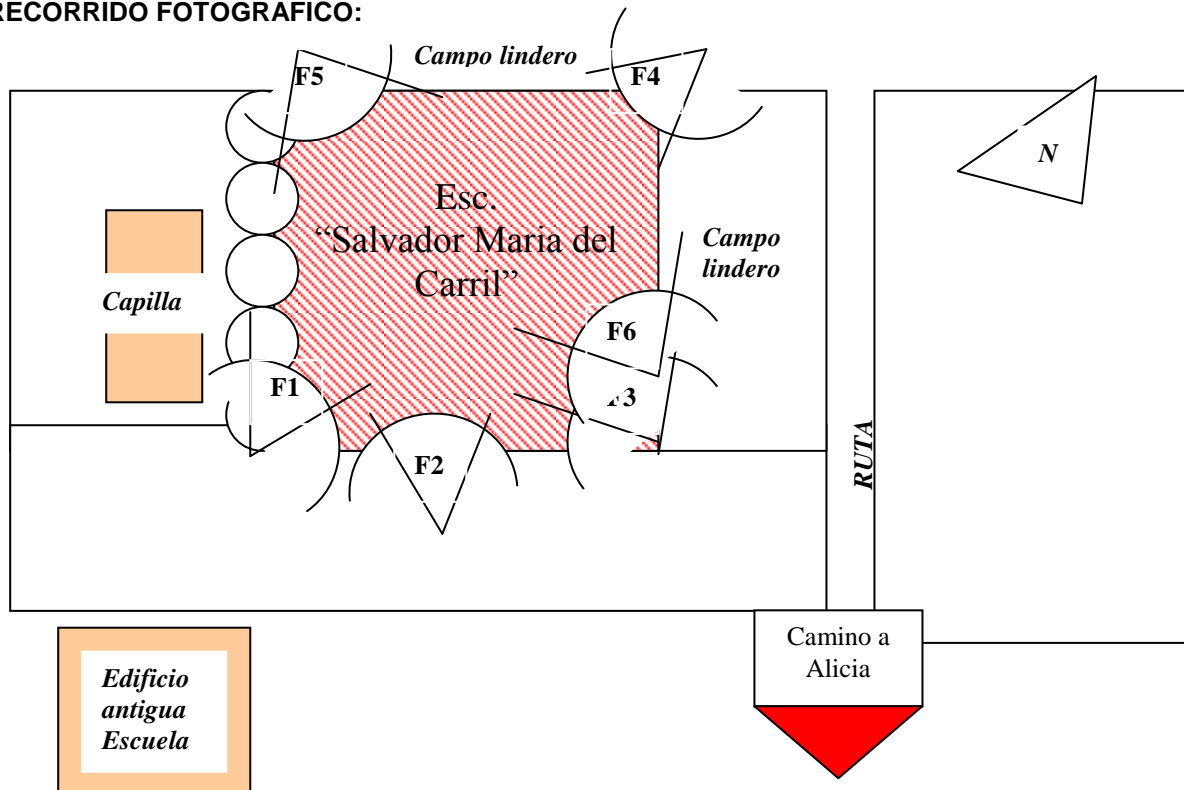 RECORRIDO FOTOGRAFICO:
Campo lindero
F5
F4
N
Esc.
“Salvador Maria del
Carril”
Campo
lindero
Capilla
F6
F1
F2
RUTA
Camino a
Alicia
Edificio
antigua
Escuela